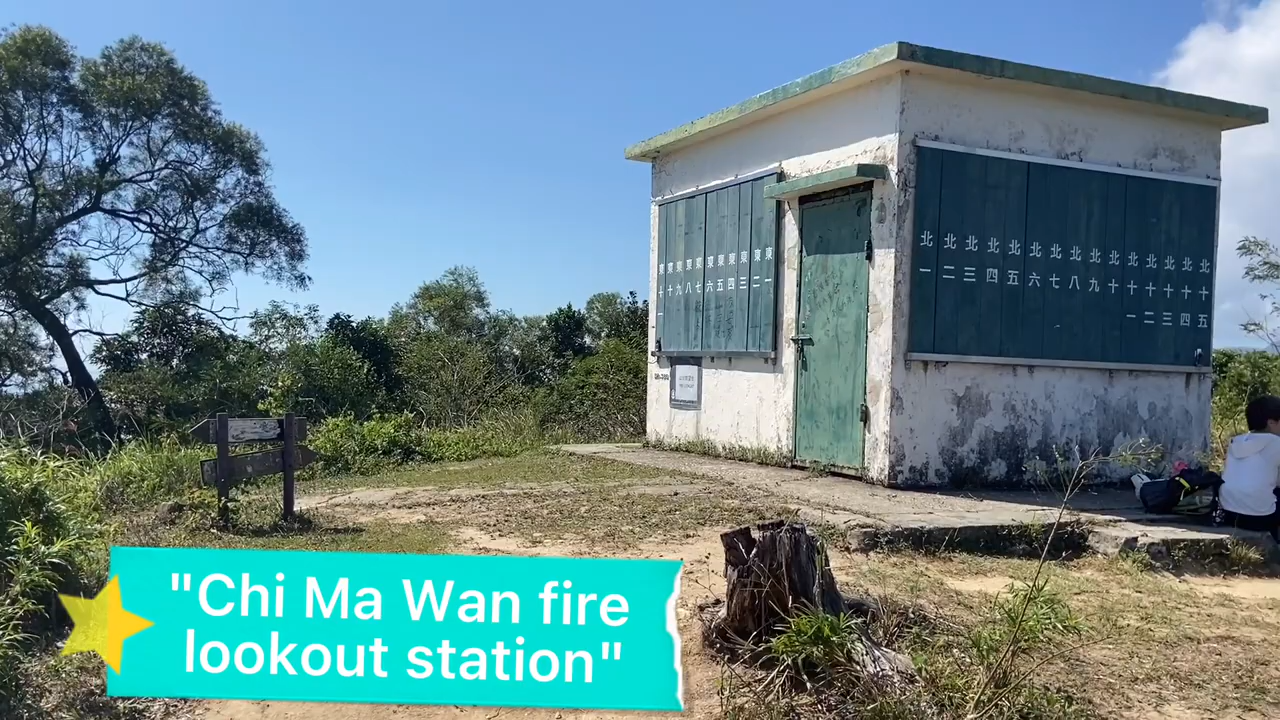 東一
東二
東三
東四
東五
東六
東七
東八
東九
東十
東十一
北一
北二
北三
北四
北五
北六
北七
北八
北九
北十
北十一
北十二
北十三
北十四
北十五
"Chi Ma Wan fire
lookout station"